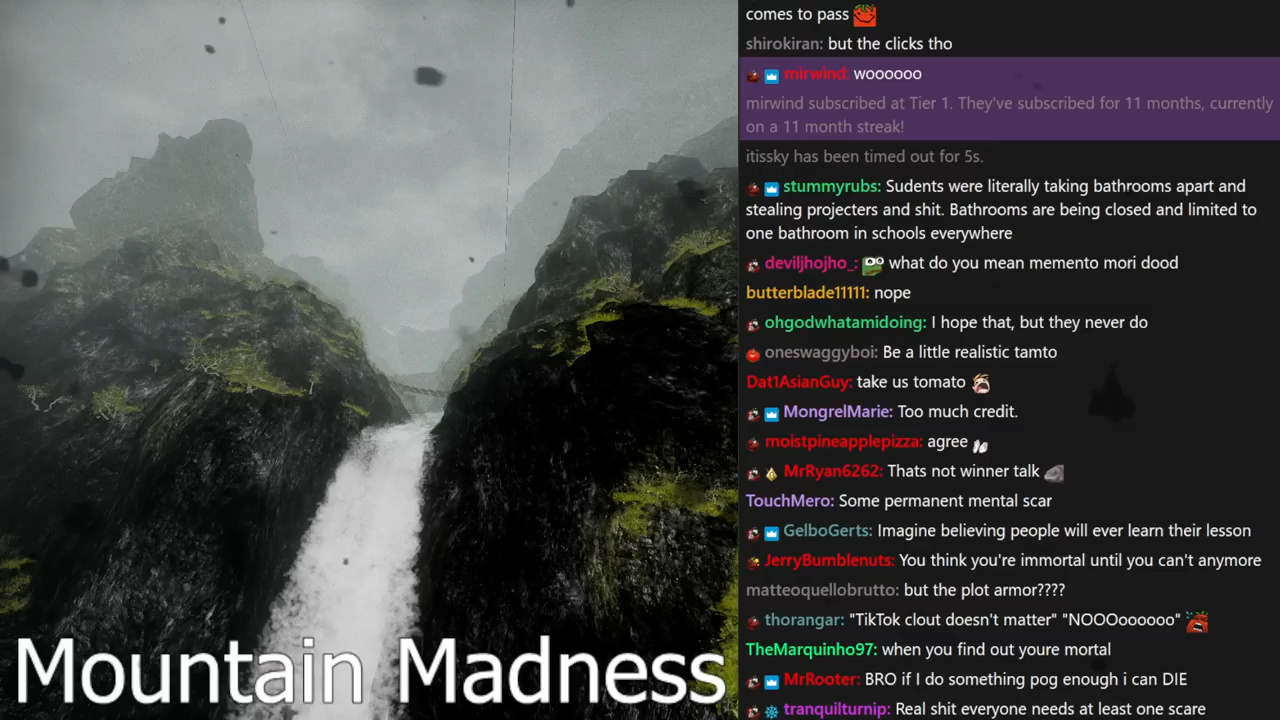 comes to pass
shirokiran: but the clicks tho
mirwind: woooooo
mirwind subscribed at Tier 1. They've subscribed for 11 months, currently
on a 11 month streak!
itissky has been timed out for 5s.
stummyrubs: Sudents were literally taking bathrooms apart and
stealing projecters and shit. Bathrooms are being closed and limited to
one bathroom in schools everywhere
deviljhojho_: what do you mean memento mori dood
butterblade11111: nope
ohgodwhatamidoing: I hope that, but they never do
oneswaggyboi: Be a little realistic tamto
Dat1AsianGuy: take us tomato
MongrelMarie: Too much credit.
moistpineapplepizza: agree
MrRyan6262: Thats not winner talk
TouchMero: Some permanent mental scar
GelboGerts: Imagine believing people will ever learn their lesson
JerryBumblenuts: You think you're immortal until you can't anymore
matteoquellobrutto: but the plot armor????
thorangar: "TikTok clout doesn't matter" "NOOOoooooo"
TheMarquinho97: when you find out youre mortal
MrRooter: BRO if I do something pog enough i can DIE
tranquilturnip: Real shit everyone needs at least one scare
Mountain Madness